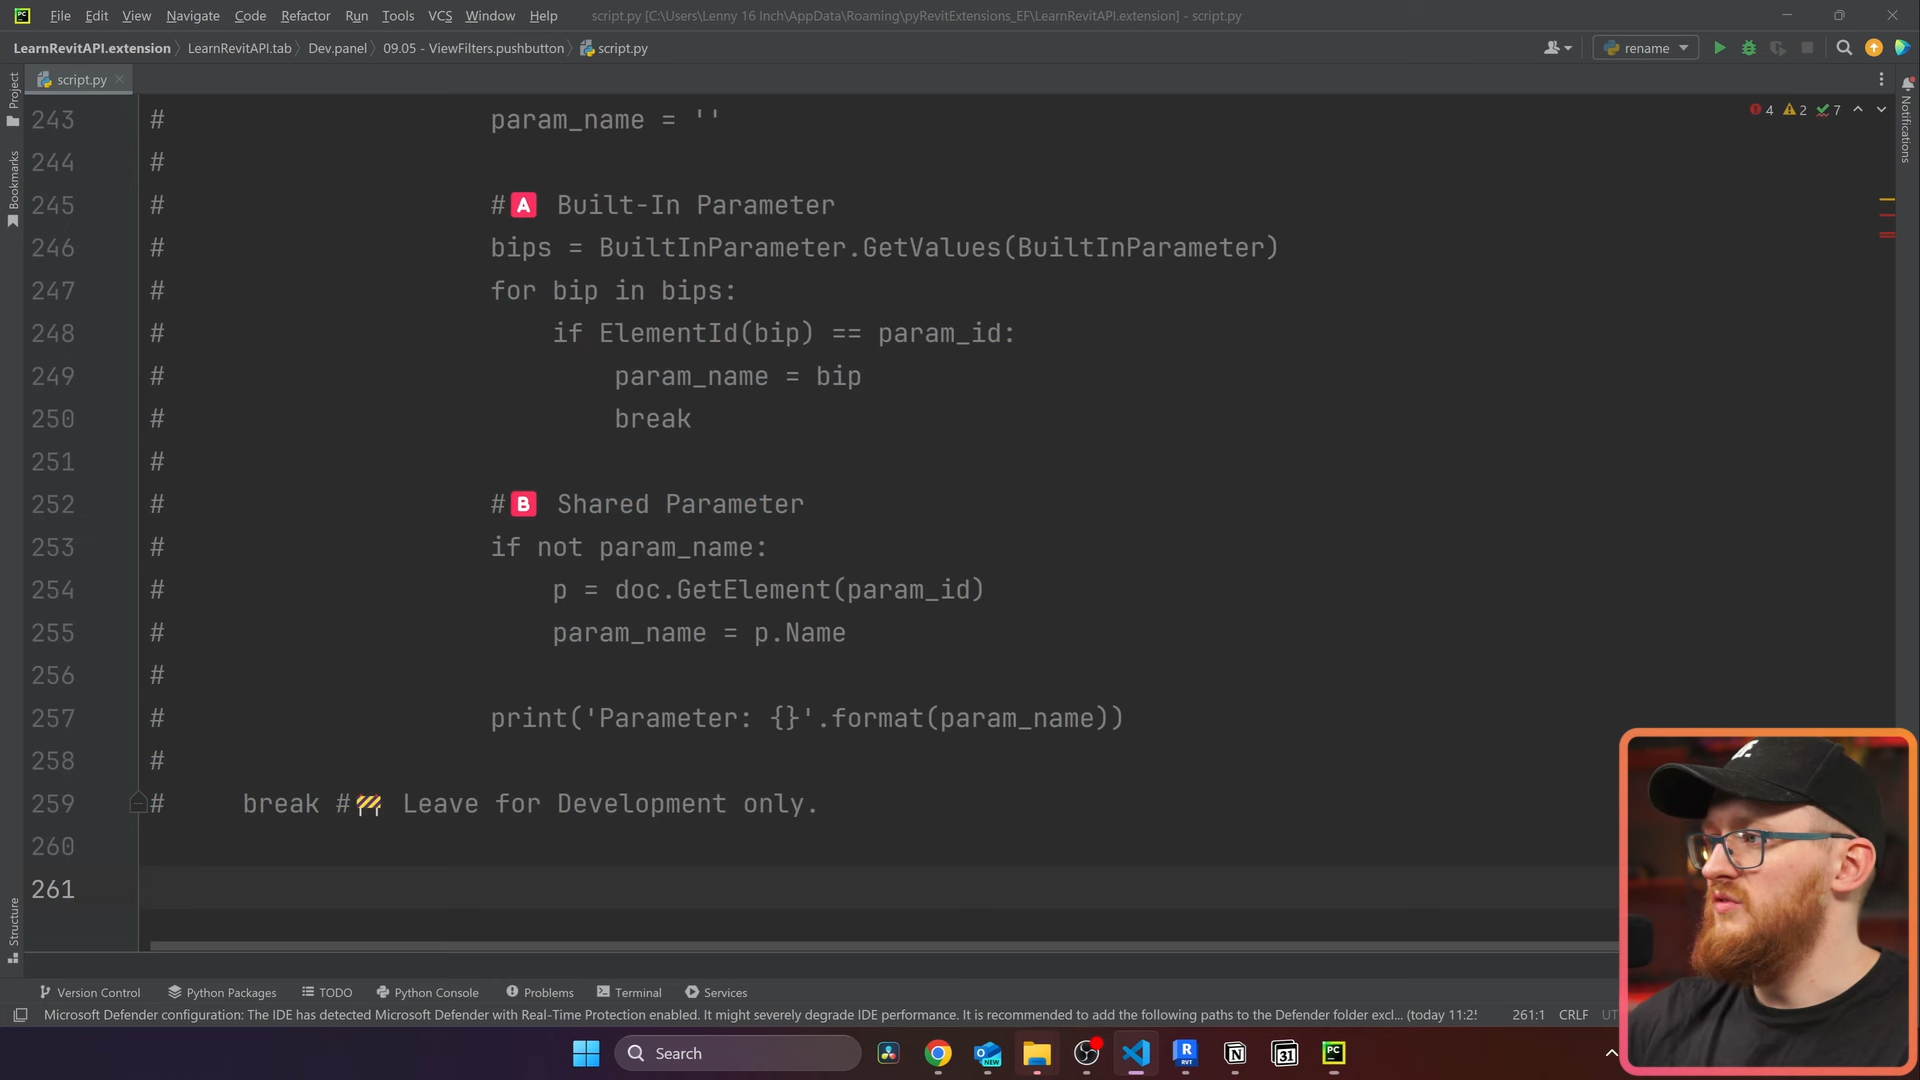 File Edit View Navigate Code Refactor Run Tools VCS Window Help script.py [C:\Users\Lenny 16 Inch\AppData\Roaming\pyRevitExtensions_EF\LearnRevitAPI.extension] - script.py
LearnRevitAPI.extension LearnRevitAPI.tab Dev.panel 09.05 - ViewFilters.pushbutton script.py rename
script.py
Project
Bookmarks
Structure
Notifications
4 2 7
243 # param_name = ''
244 #
245 # #🅰 Built-In Parameter
246 # bips = BuiltInParameter.GetValues(BuiltInParameter)
247 # for bip in bips:
248 # if ElementId(bip) == param_id:
249 # param_name = bip
250 # break
251 #
252 # #🅱 Shared Parameter
253 # if not param_name:
254 # p = doc.GetElement(param_id)
255 # param_name = p.Name
256 #
257 # print('Parameter: {}'.format(param_name))
258 #
259 # break #🚧 Leave for Development only.
260
261
Version Control Python Packages TODO Python Console Problems Terminal Services
Microsoft Defender configuration: The IDE has detected Microsoft Defender with Real-Time Protection enabled. It might severely degrade IDE performance. It is recommended to add the following paths to the Defender folder excl... (today 11:25 261:1 CRLF UT
Search
NEW
RVT
31
PC